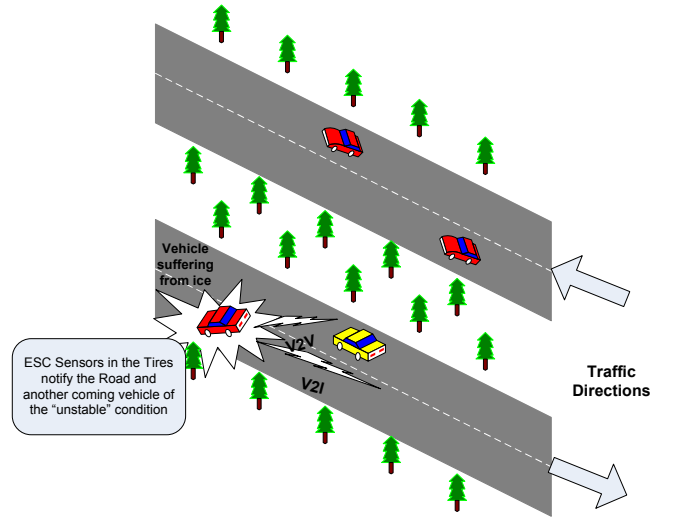 Vehicle
suffering
from ice
V2V
V2I
ESC Sensors in the Tires
notify the Road and
another coming vehicle of
the “unstable” condition
Traffic
Directions